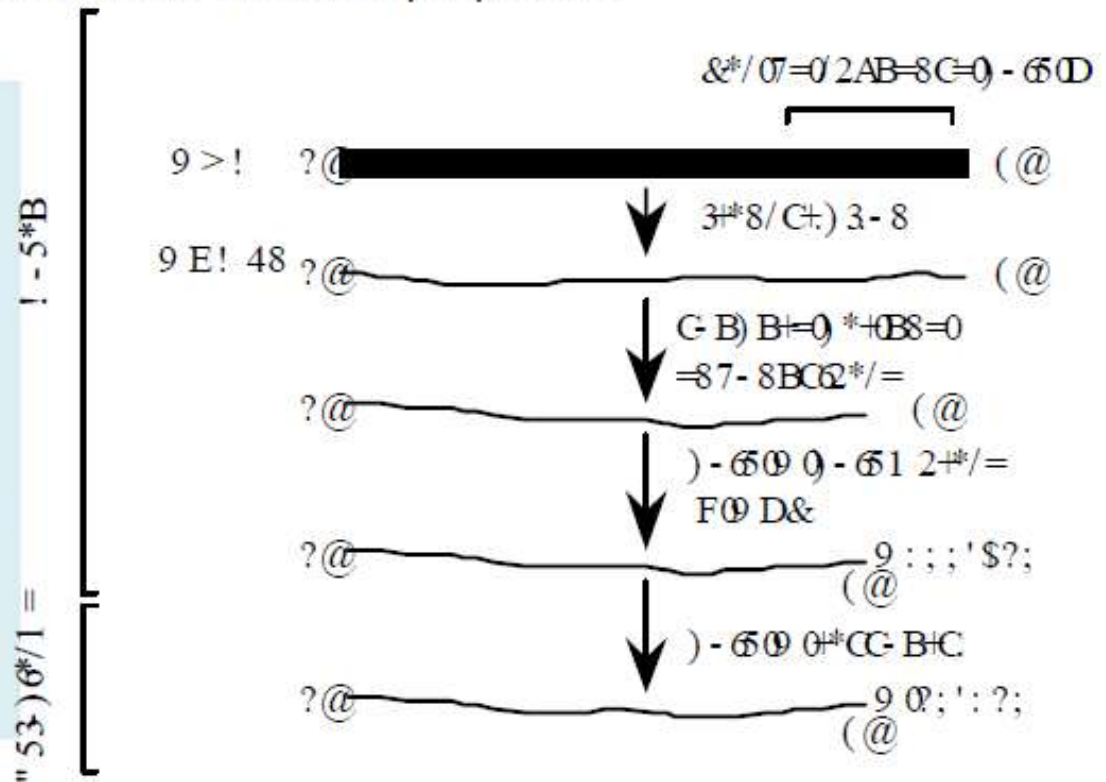 &*/ 07=0/ 2AB=8C=0) - 650D
9 >! ?@ (@
3+*8/ C+.) 3.- 8
9 E! 48 ?@ (@
C- B) B+=0) *+0B8=0
=87- 8BC62*/ =
?@ (@
) - 6509 0) - 651 2+*/ =
F09 D&
?@ 9 : ; ; ' $?;
(@
) - 6509 0+*CC- B+C.
?@ 9 0?; ' : ?;
(@
! - 5*B
" 53- ) 6*/ 1 =